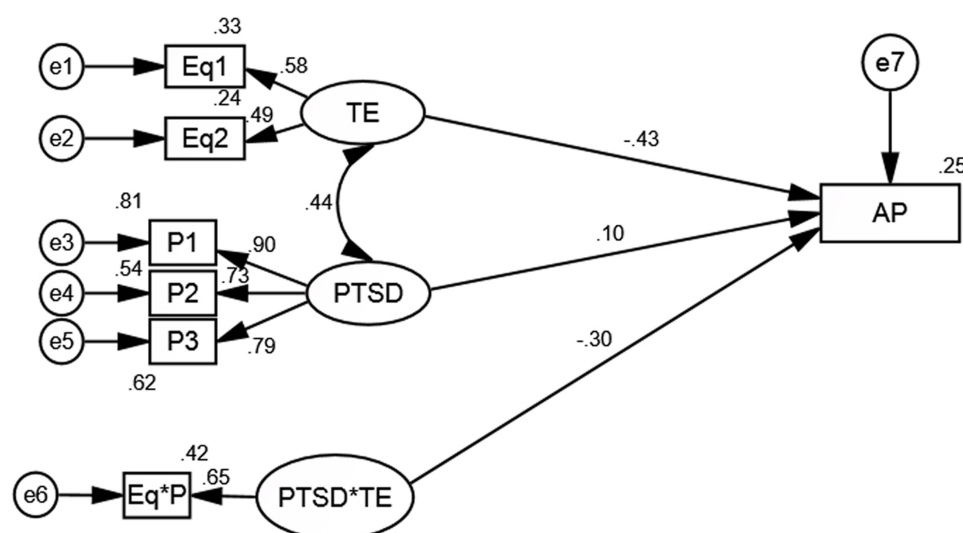 .33
e1
Eq1
.58
TE
e7
.24
e2
Eq2
.49
-.43
.25
AP
.81
.44
e3
P1
.90
.10
.54
.73
e4
P2
PTSD
e5
P3
.79
-.30
.62
.42
.65
e6
Eq*P
PTSD*TE